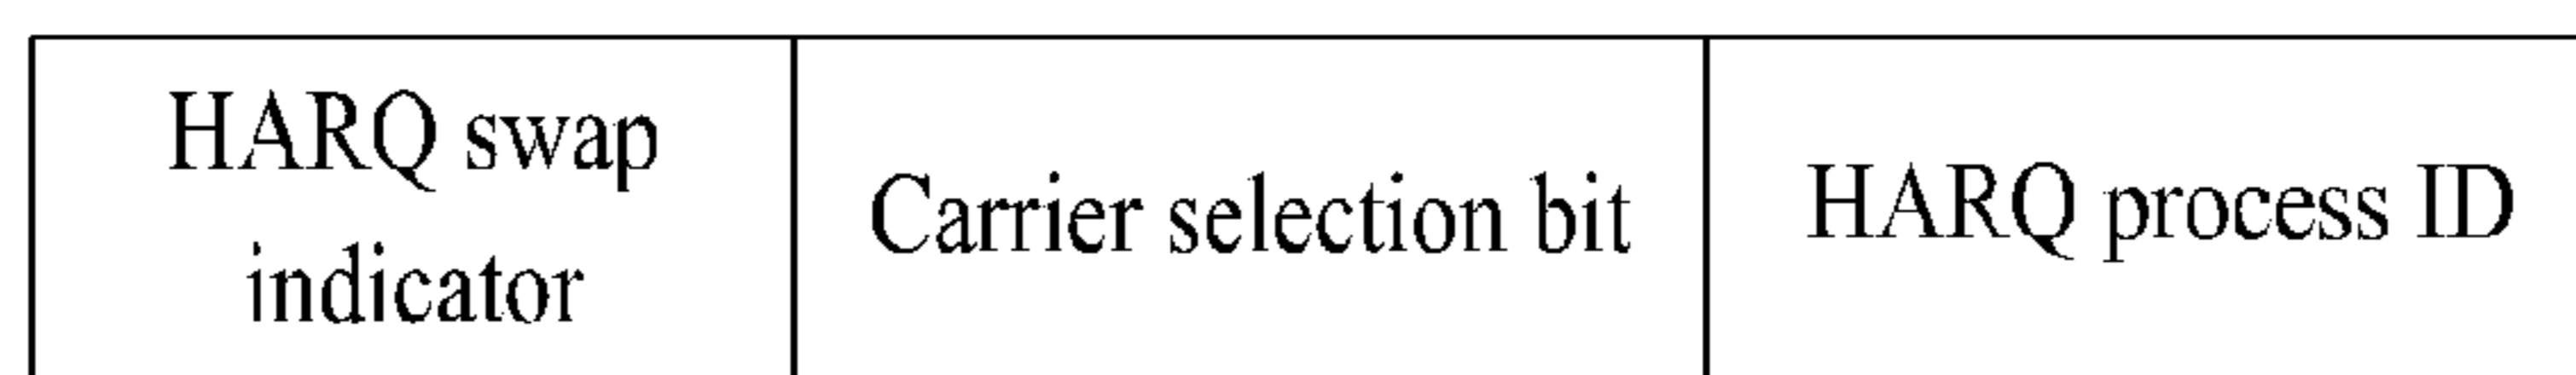 HARQ swap
indicator
Carrier selection bit
HARQ process ID